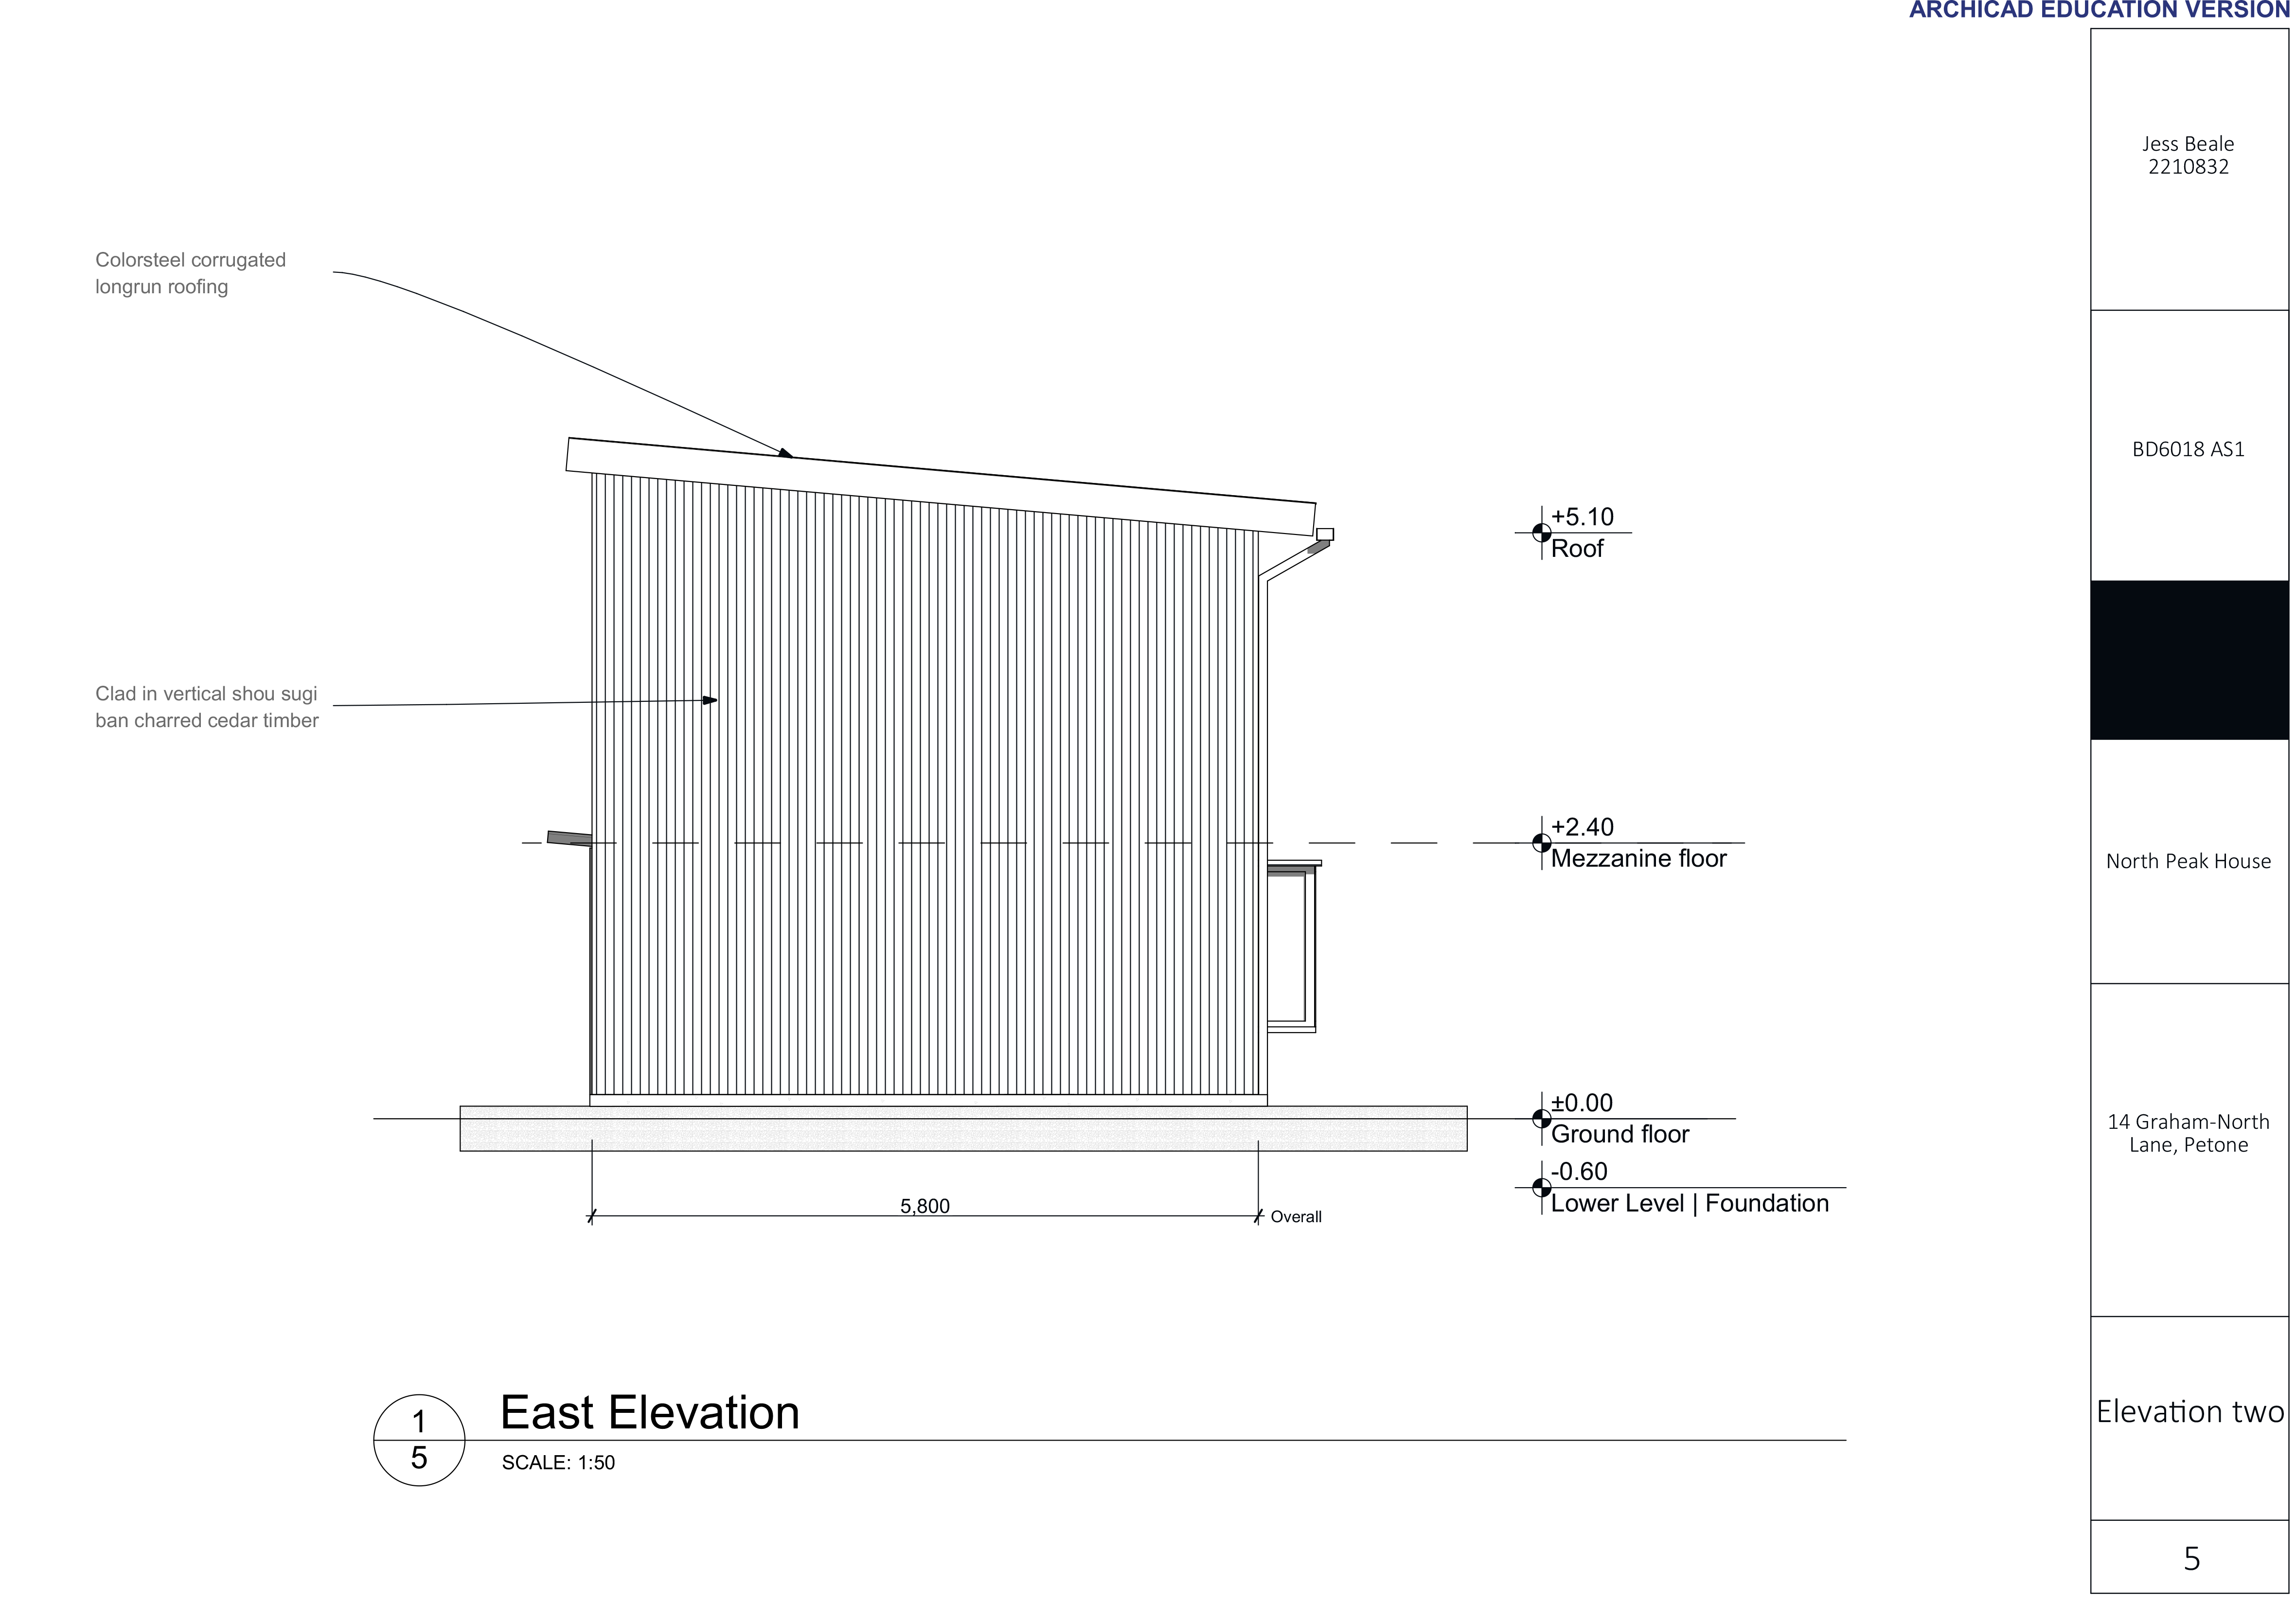 ARCHICAD EDUCATION VERSION
Jess Beale
2210832
BD6018 AS1
North Peak House
14 Graham-North
Lane, Petone
Elevation two
5
Colorsteel corrugated
longrun roofing
Clad in vertical shou sugi
ban charred cedar timber
+5.10
Roof
+2.40
Mezzanine floor
±0.00
Ground floor
-0.60
Lower Level | Foundation
5,800
Overall
1
5
East Elevation
SCALE: 1:50